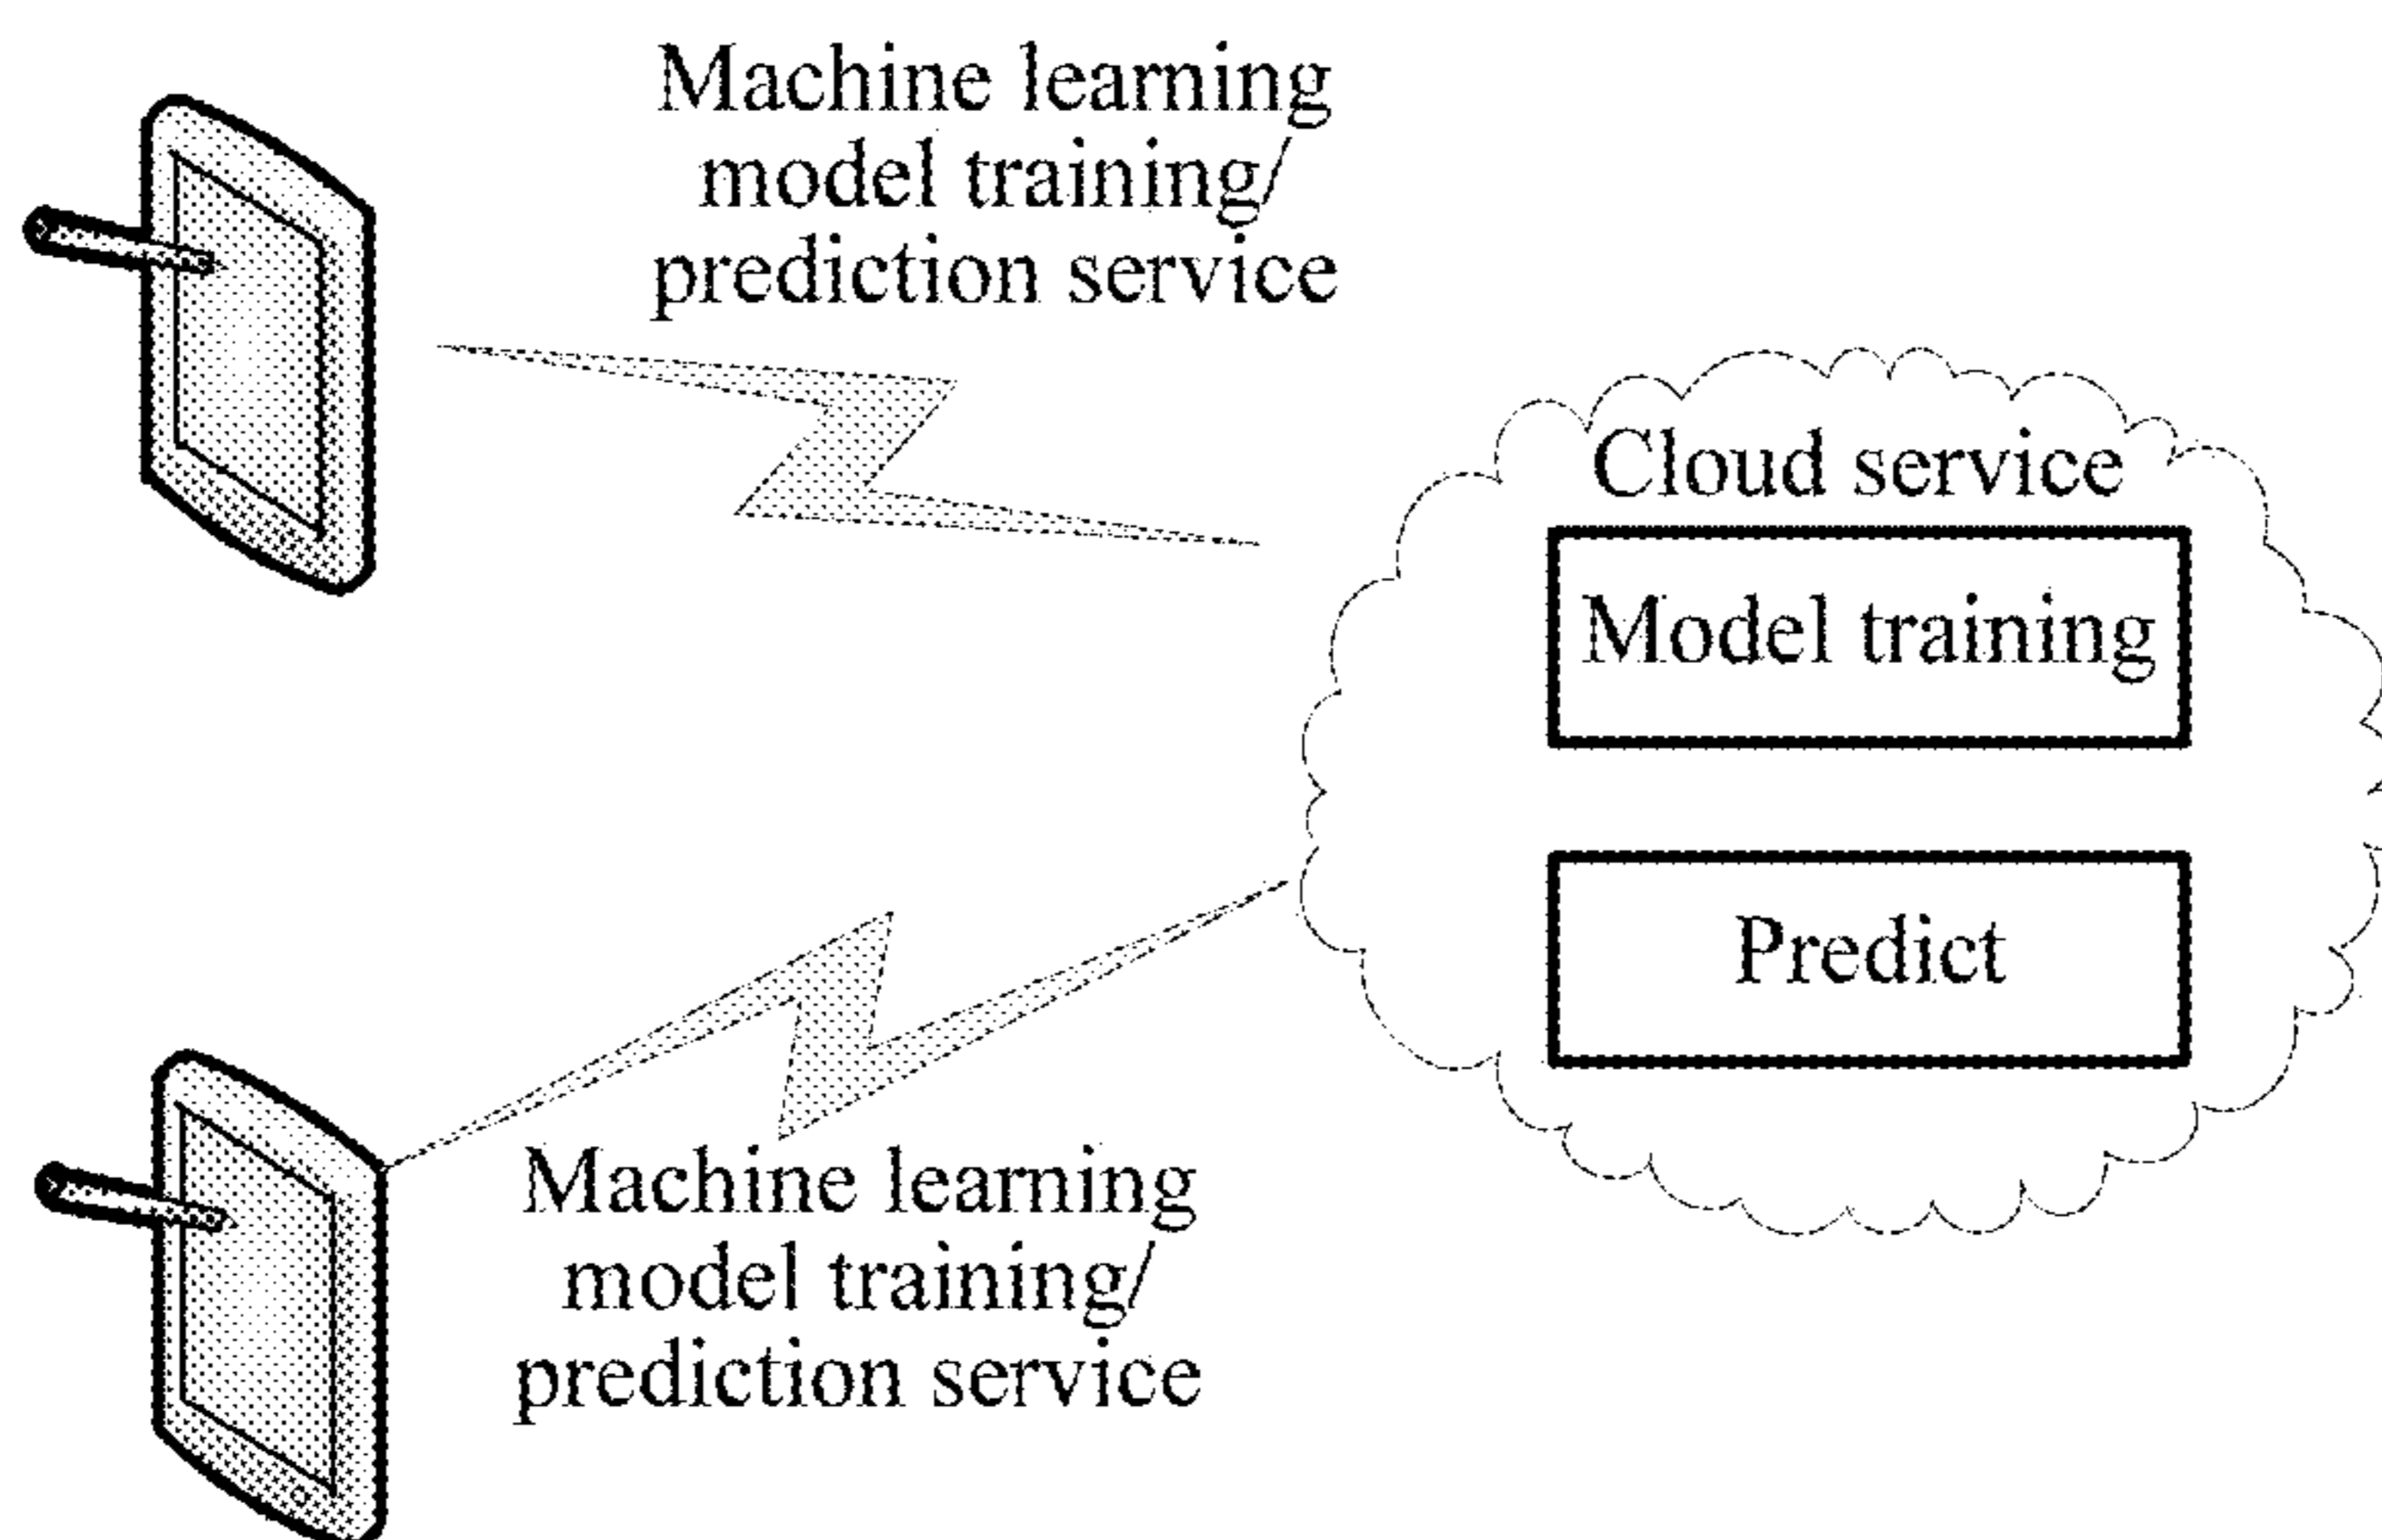 Machine learning
model training/
prediction service
Cloud service
Model training
Predict
Machine learning
model training/
prediction service